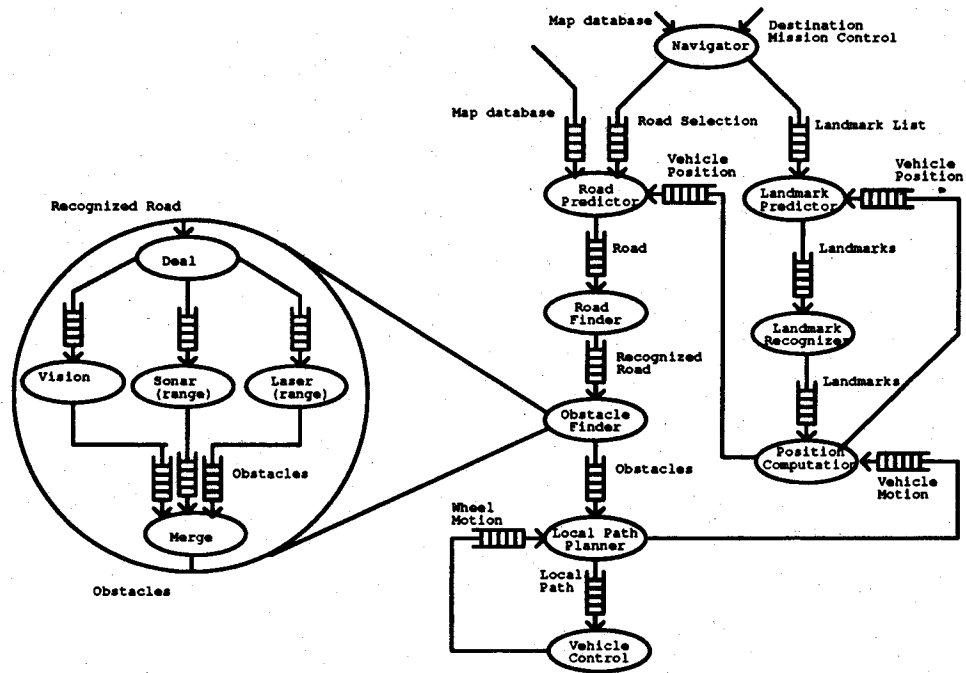 Map database
Destination
Mission Control
Navigator
Map database
Road Selection
Landmark List
Vehicle
Position
Vehicle
Position
Road
Predictor
Landmark
Predictor
Recognized Road
Deal
Road
Landmarks
Road
Finder
Landmark
Recognizer
Vision
Sonar
(range)
Laser
(range)
Recognized
Road
Landmarks
Obstacle
Finder
Position
Computation
Obstacles
Obstacles
Vehicle
Motion
Wheel
Motion
Merge
Local Path
Planner
Obstacles
Local
Path
Vehicle
Control